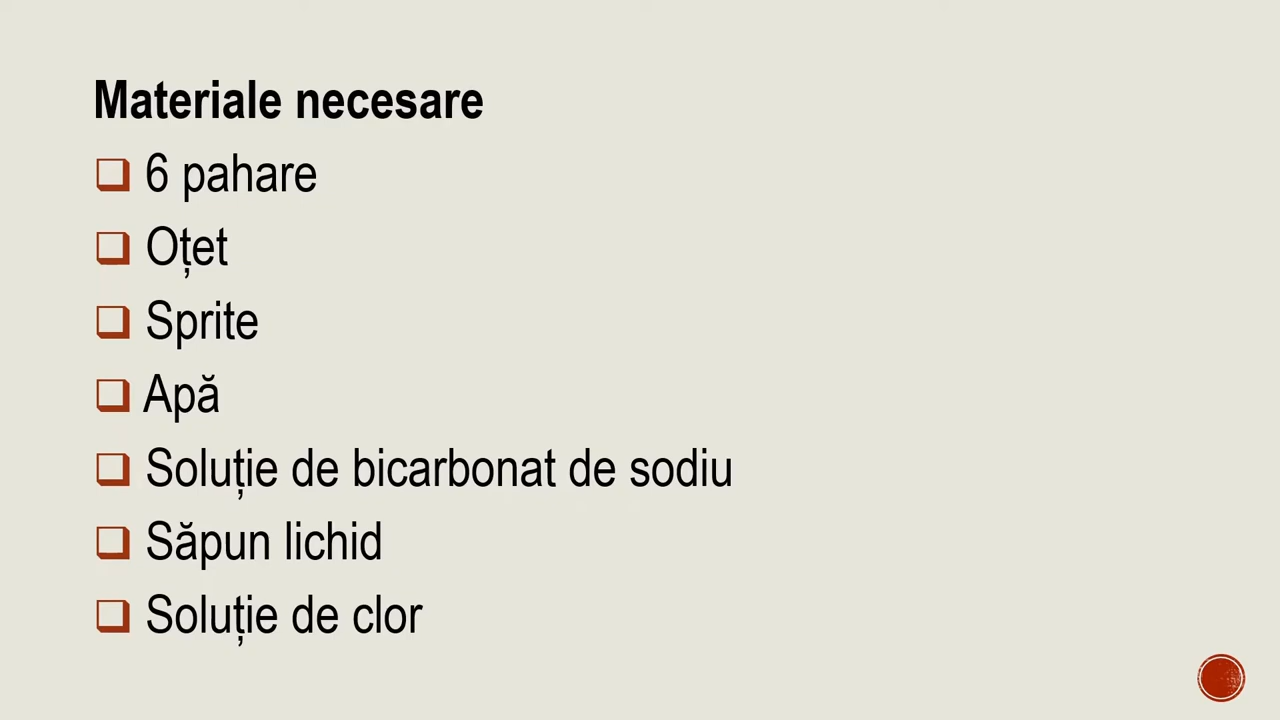 Materiale necesare
6 pahare
Oțet
Sprite
Apă
Soluție de bicarbonat de sodiu
Săpun lichid
Soluție de clor